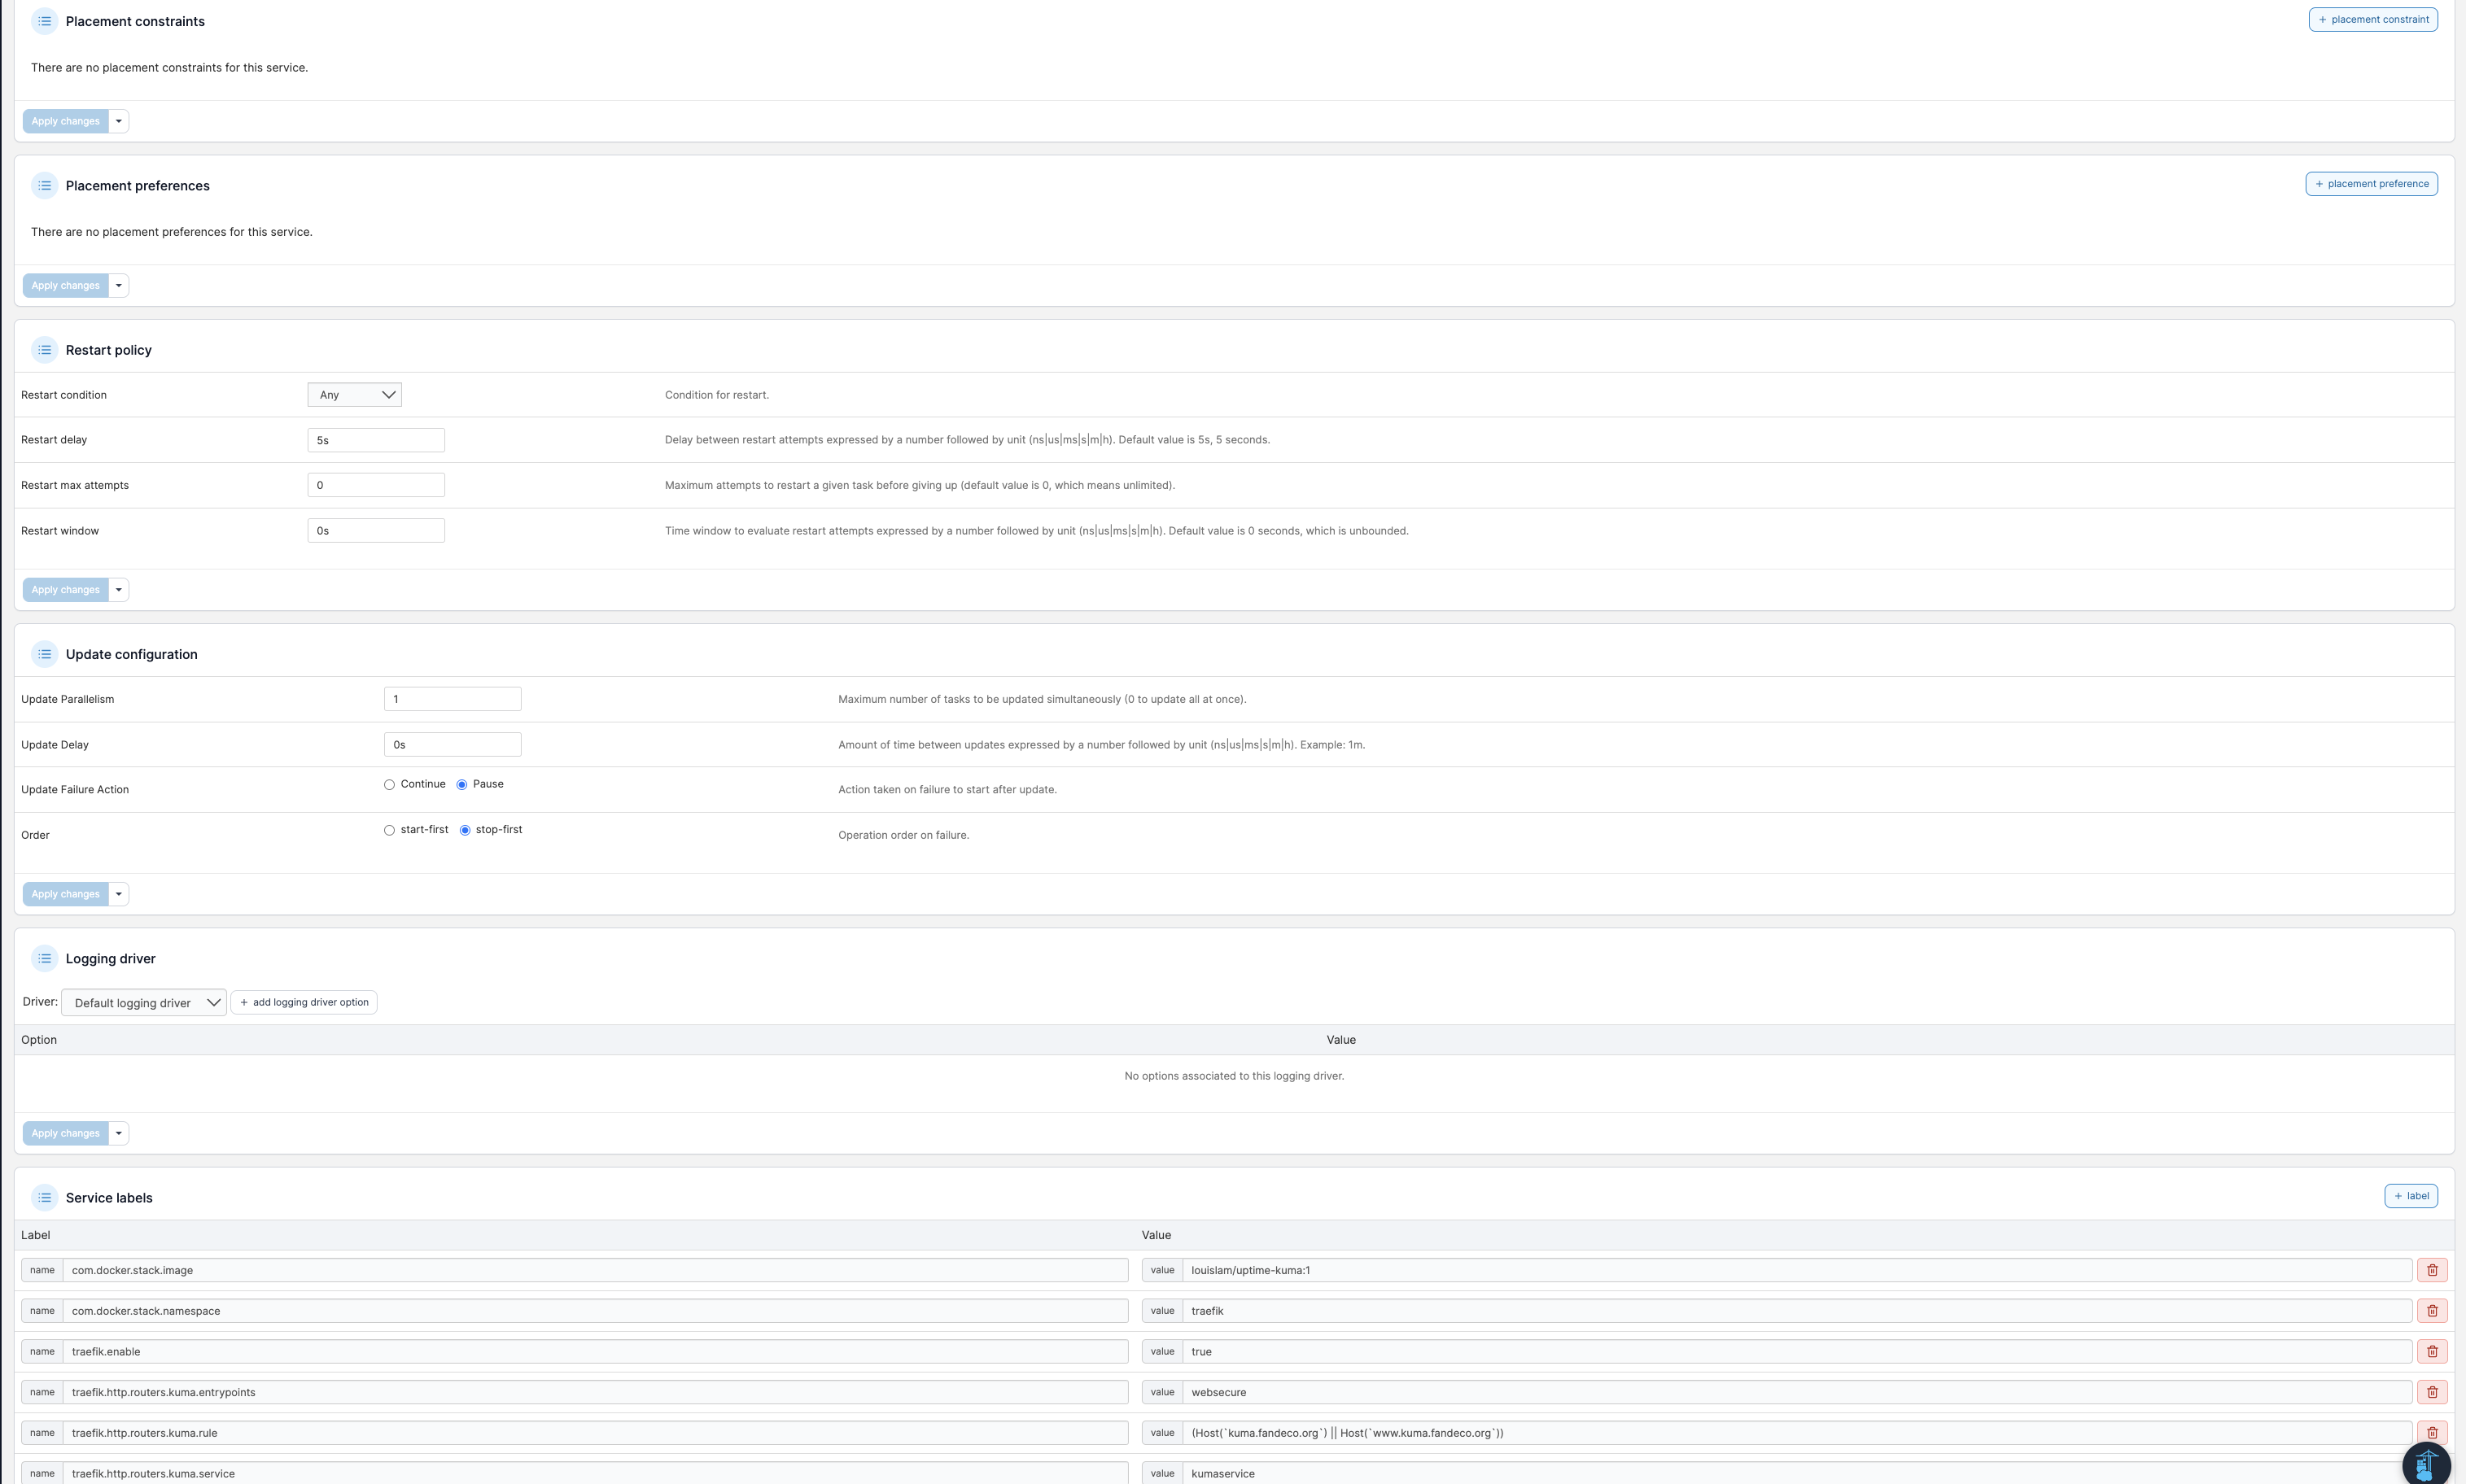 Placement constraints
+ placement constraint
There are no placement constraints for this service.
Apply changes
Placement preferences
+ placement preference
There are no placement preferences for this service.
Apply changes
Restart policy
Restart condition Any Condition for restart.
Restart delay 5s Delay between restart attempts expressed by a number followed by unit (ns|us|ms|s|m|h). Default value is 5s, 5 seconds.
Restart max attempts 0 Maximum attempts to restart a given task before giving up (default value is 0, which means unlimited).
Restart window 0s Time window to evaluate restart attempts expressed by a number followed by unit (ns|us|ms|s|m|h). Default value is 0 seconds, which is unbounded.
Apply changes
Update configuration
Update Parallelism 1 Maximum number of tasks to be updated simultaneously (0 to update all at once).
Update Delay 0s Amount of time between updates expressed by a number followed by unit (ns|us|ms|s|m|h). Example: 1m.
Update Failure Action Continue Pause Action taken on failure to start after update.
Order start-first stop-first Operation order on failure.
Apply changes
Logging driver
Driver: Default logging driver + add logging driver option
Option Value
No options associated to this logging driver.
Apply changes
Service labels
+ label
Label Value
name com.docker.stack.image value louislam/uptime-kuma:1
name com.docker.stack.namespace value traefik
name traefik.enable value true
name traefik.http.routers.kuma.entrypoints value websecure
name traefik.http.routers.kuma.rule value (Host(`kuma.fandeco.org`) || Host(`www.kuma.fandeco.org`))
name traefik.http.routers.kuma.service value kumaservice